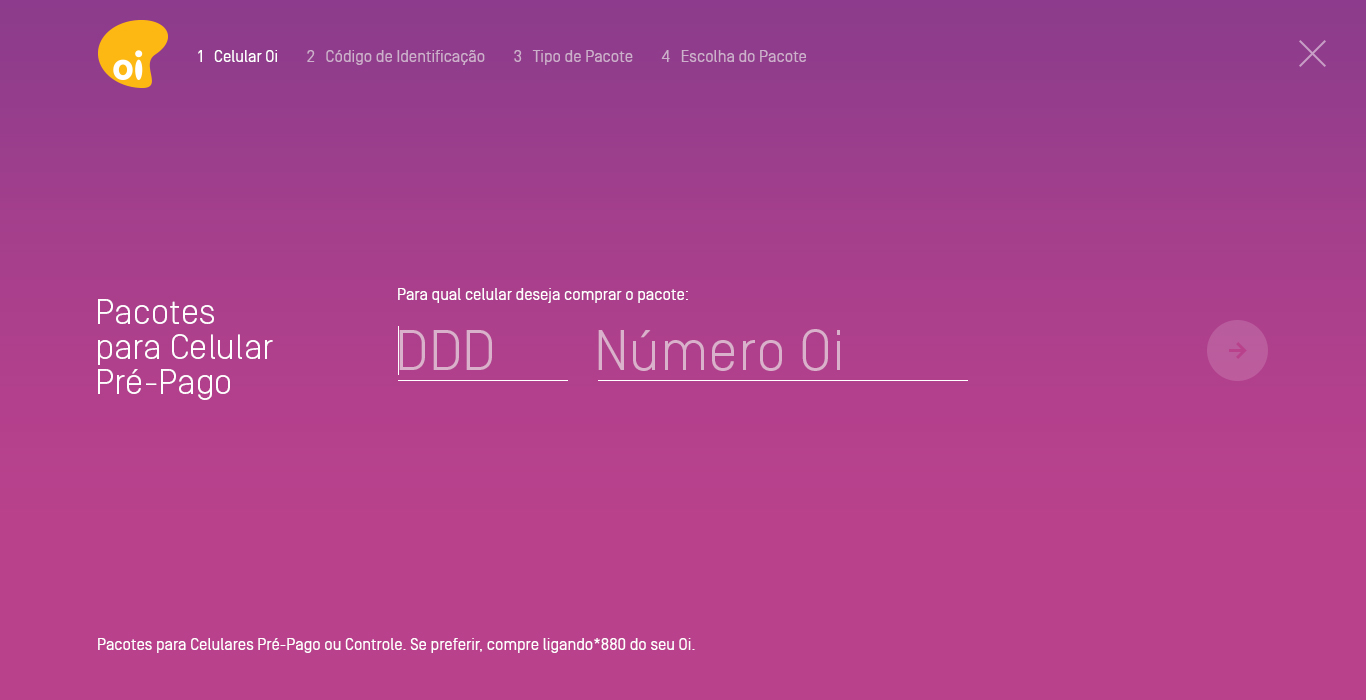 oi
1 Celular Oi 2 Código de Identificação 3 Tipo de Pacote 4 Escolha do Pacote
Para qual celular deseja comprar o pacote:
Pacotes
para Celular
Pré-Pago
DDD Número Oi
Pacotes para Celulares Pré-Pago ou Controle. Se preferir, compre ligando*880 do seu Oi.